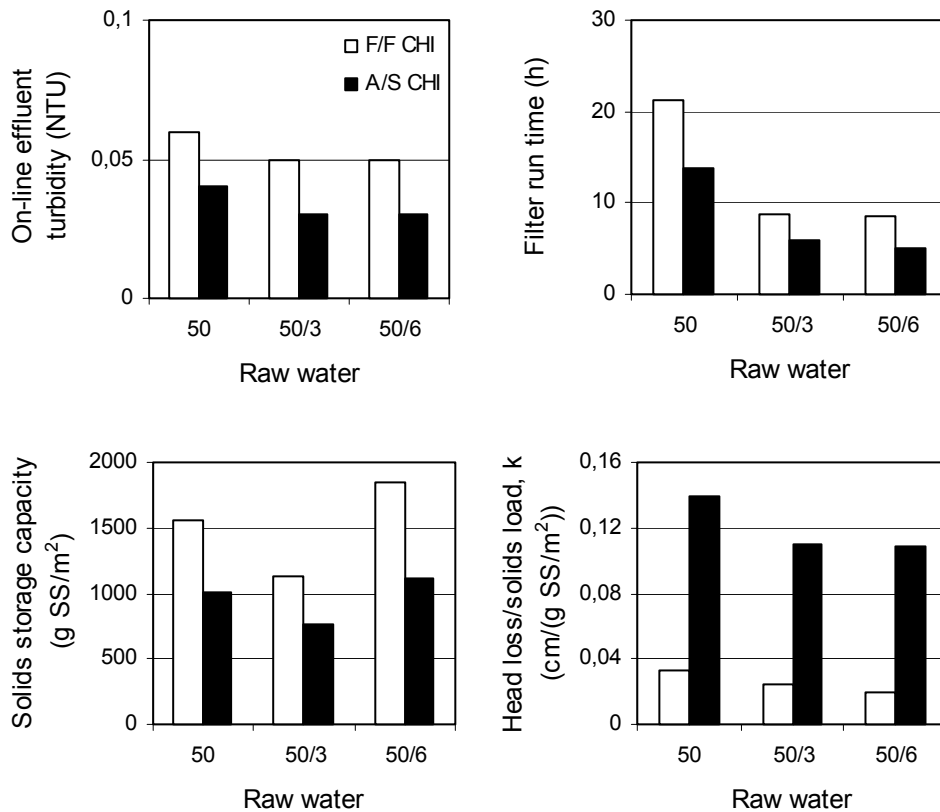 On-line effluent
turbidity (NTU)
0,1
0,05
0
F/F CHI
A/S CHI
50 50/3 50/6
Raw water
Filter run time (h)
30
20
10
0
50 50/3 50/6
Raw water
Solids storage capacity
(g SS/m²)
2000
1500
1000
500
0
50 50/3 50/6
Raw water
Head loss/solids load, k
(cm/(g SS/m²))
0,16
0,12
0,08
0,04
0
50 50/3 50/6
Raw water